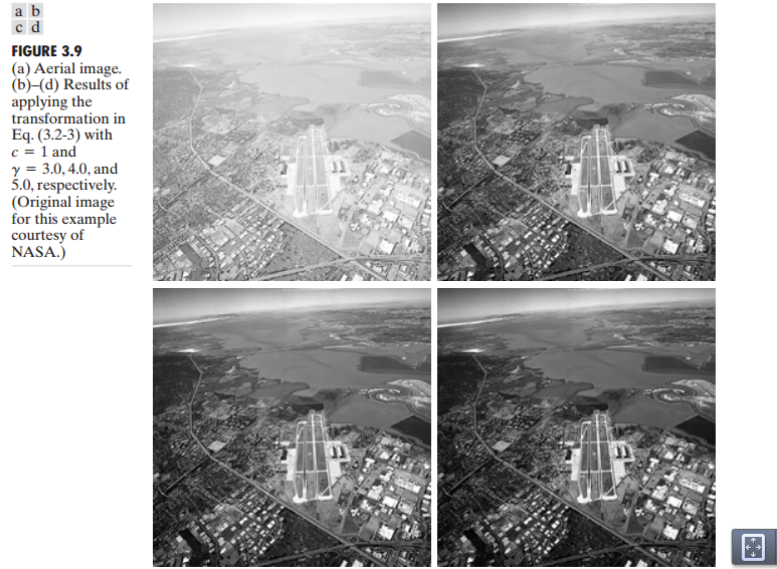 a b
c d
FIGURE 3.9
(a) Aerial image.
(b)–(d) Results of
applying the
transformation in
Eq. (3.2-3) with
c = 1 and
γ = 3.0, 4.0, and
5.0, respectively.
(Original image
for this example
courtesy of
NASA.)